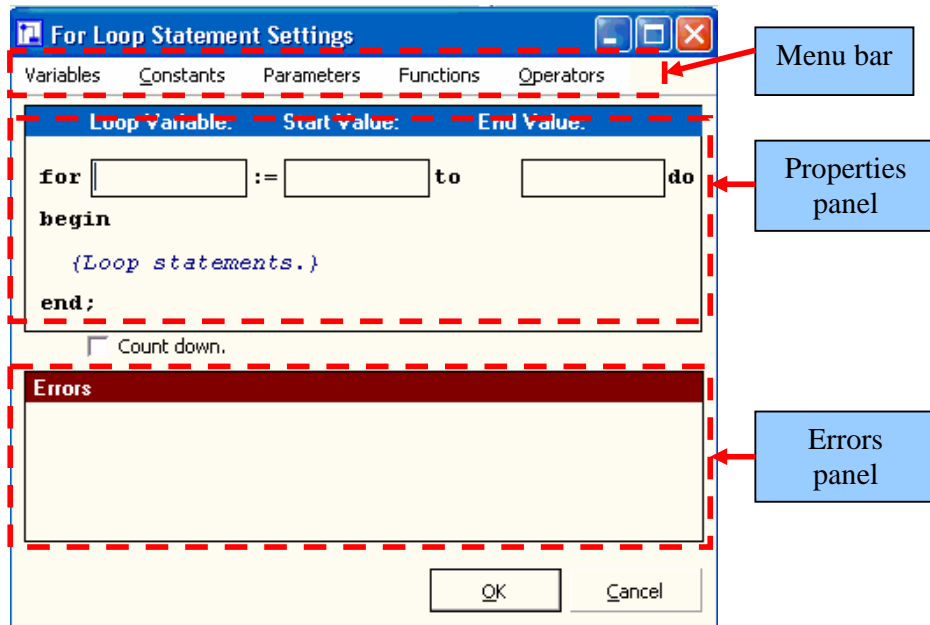 For Loop Statement Settings
Menu bar
Variables Constants Parameters Functions Operators
Loop Variable: Start Value: End Value:
for := to do
Properties
panel
begin
{Loop statements.}
end;
Count down.
Errors
Errors
panel
OK Cancel